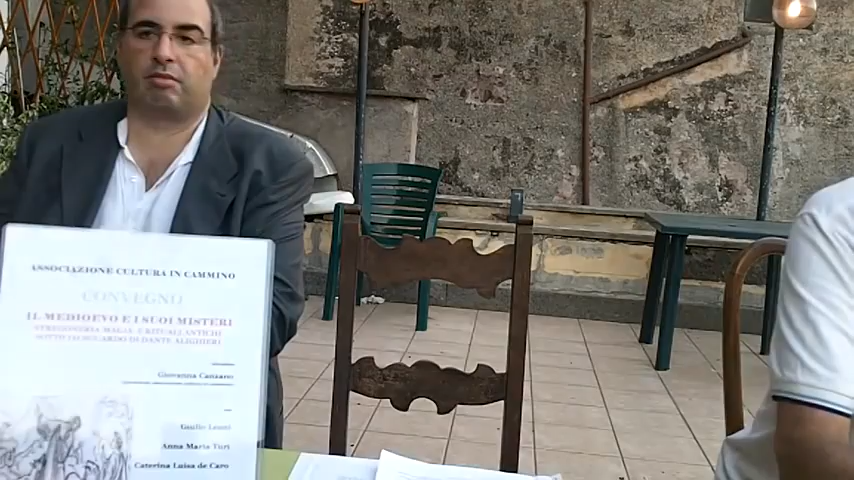 Associazione Cultura in Cammino
CONVEGNO
IL MEDIOEVO E I SUOI MISTERI
STREGONERIA MAGIA E RITUALI ANTICHI
SOTTO LO SGUARDO DI DANTE ALIGHIERI
Giovanna Canzano
Giulio Leoni
Anna Maria Turi
Caterina Luisa de Caro